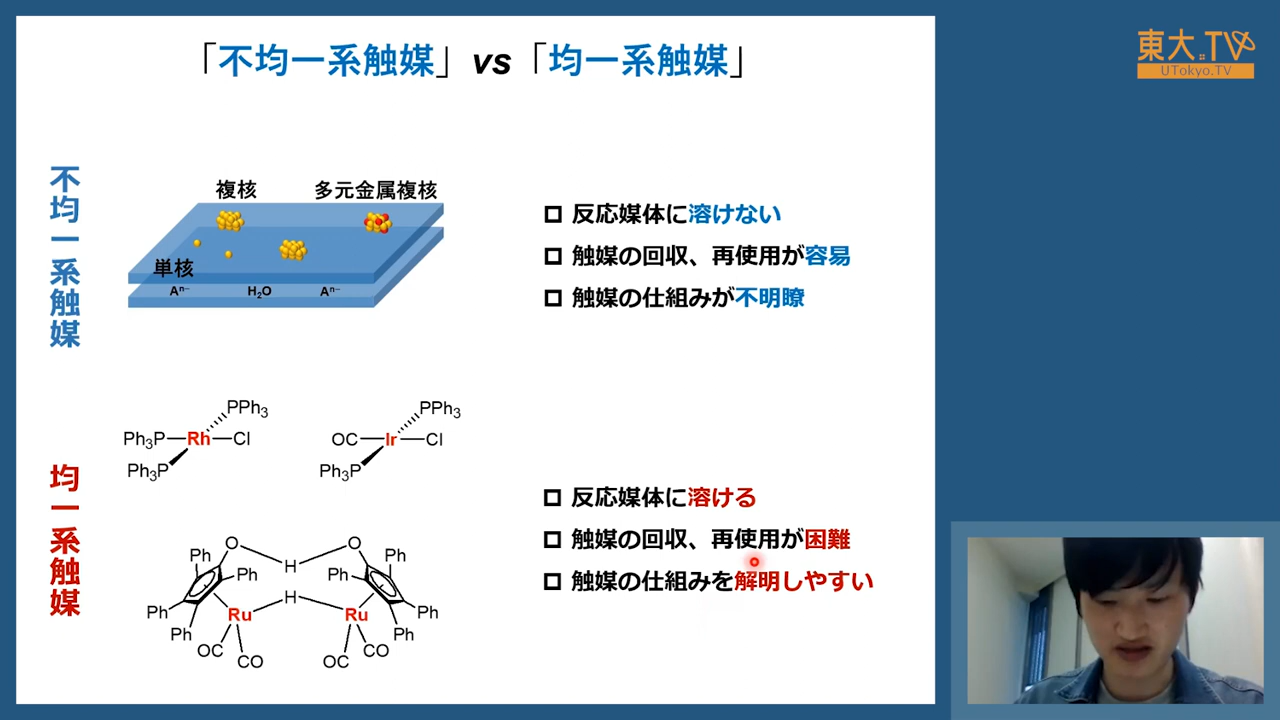 「不均一系触媒」vs「均一系触媒」
東大.TV
UTokyo.TV
不均一系触媒
複核
多元金属複核
単核
Aⁿ⁻
H₂O
Aⁿ⁻
反応媒体に溶けない
触媒の回収、再使用が容易
触媒の仕組みが不明瞭
均一系触媒
PPh₃
Ph₃P
Rh
Cl
Ph₃P
PPh₃
OC
Ir
Cl
Ph₃P
O
H
O
Ph
Ph
Ph
Ph
H
Ph
Ph
Ph
Ph
Ru
Ru
OC
CO
OC
CO
反応媒体に溶ける
触媒の回収、再使用が困難
触媒の仕組みを解明しやすい